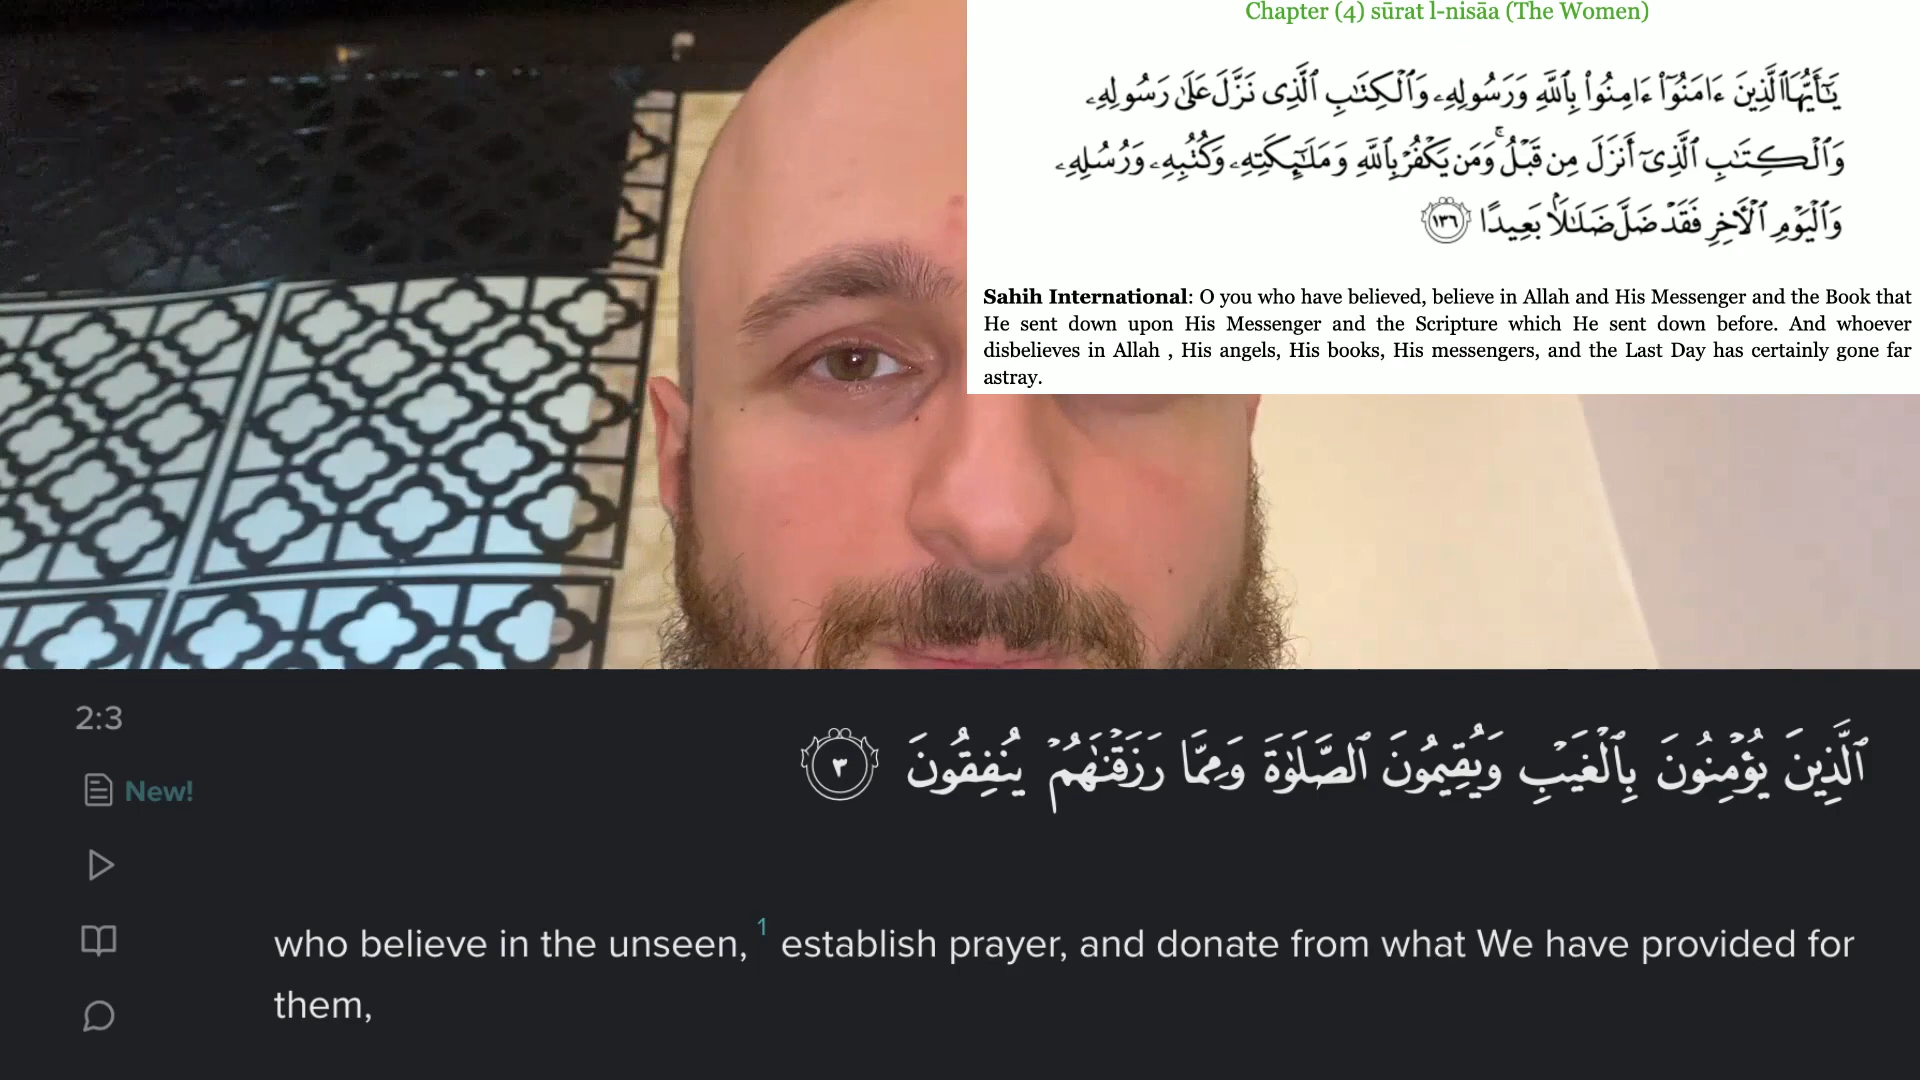 Chapter (4) sūrat l-nisāa (The Women)
يَٰٓأَيُّهَا ٱلَّذِينَ ءَامَنُوٓا۟ ءَامِنُوا۟ بِٱللَّهِ وَرَسُولِهِۦ وَٱلْكِتَٰبِ ٱلَّذِى نَزَّلَ عَلَىٰ رَسُولِهِۦ
وَٱلْكِتَٰبِ ٱلَّذِىٓ أَنزَلَ مِن قَبْلُ ۚ وَمَن يَكْفُرْ بِٱللَّهِ وَمَلَٰٓئِكَتِهِۦ وَكُتُبِهِۦ وَرُسُلِهِۦ
وَٱلْيَوْمِ ٱلْءَاخِرِ فَقَدْ ضَلَّ ضَلَٰلًۢا بَعِيدًا ١٣٦
Sahih International: O you who have believed, believe in Allah and His Messenger and the Book that
He sent down upon His Messenger and the Scripture which He sent down before. And whoever
disbelieves in Allah , His angels, His books, His messengers, and the Last Day has certainly gone far
astray.
2:3
ٱلَّذِينَ يُؤْمِنُونَ بِٱلْغَيْبِ وَيُقِيمُونَ ٱلصَّلَوٰةَ وَمِمَّا رَزَقْنَٰهُمْ يُنفِقُونَ ٣
New!
who believe in the unseen, 1 establish prayer, and donate from what We have provided for
them,